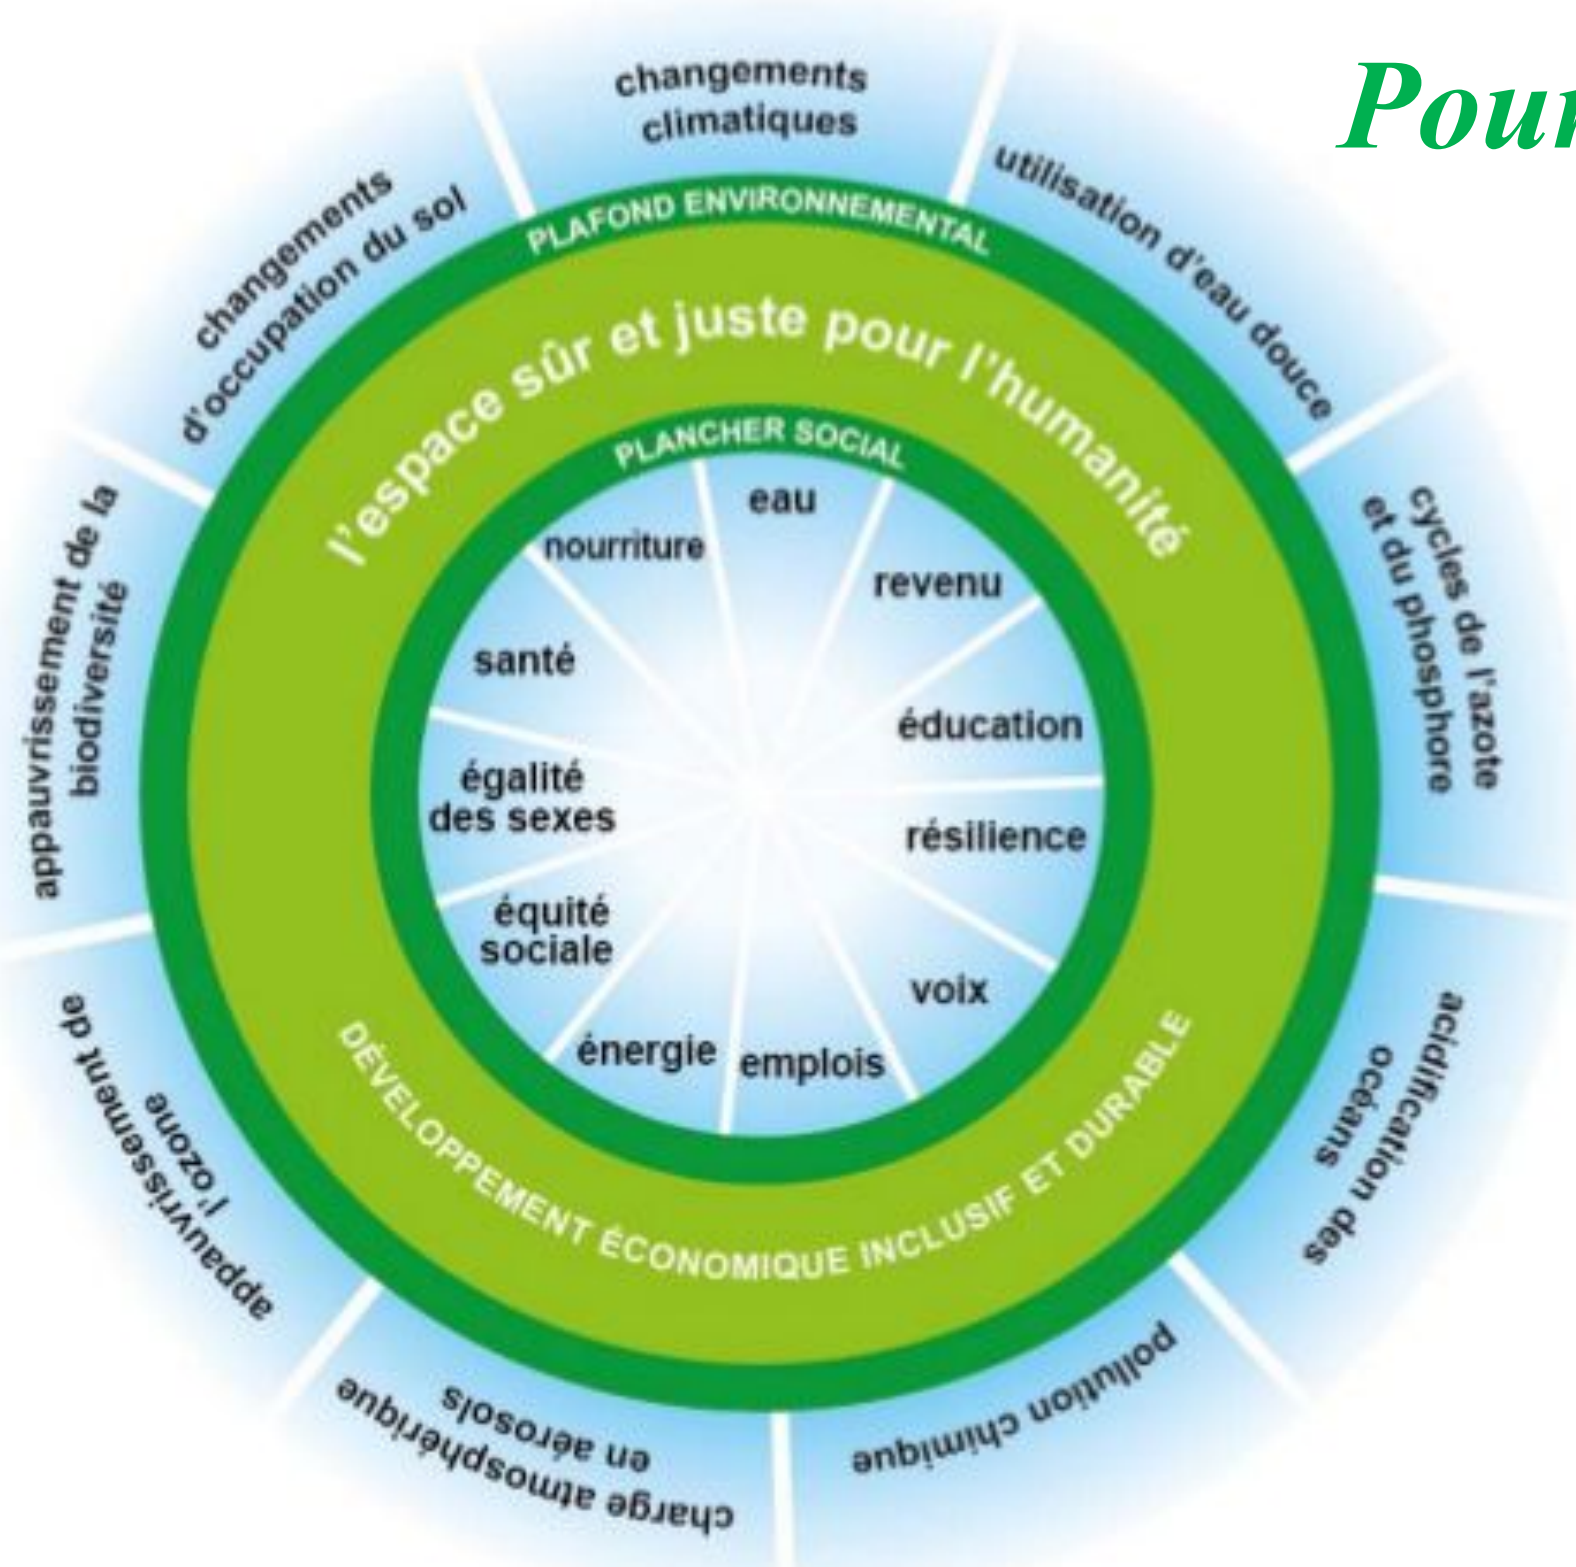 Pour
changements
climatiques
utilisation d'eau douce
cycles de l'azote
et du phosphore
acidification des
océans
pollution chimique
charge atmosphérique
en aérosols
appauvrissement de
l'ozone
appauvrissement de la
biodiversité
changements
d'occupation du sol
PLAFOND ENVIRONNEMENTAL
l'espace sûr et juste pour l'humanité
PLANCHER SOCIAL
eau
revenu
éducation
résilience
voix
emplois
énergie
équité
sociale
égalité
des sexes
santé
nourriture
DÉVELOPPEMENT ÉCONOMIQUE INCLUSIF ET DURABLE